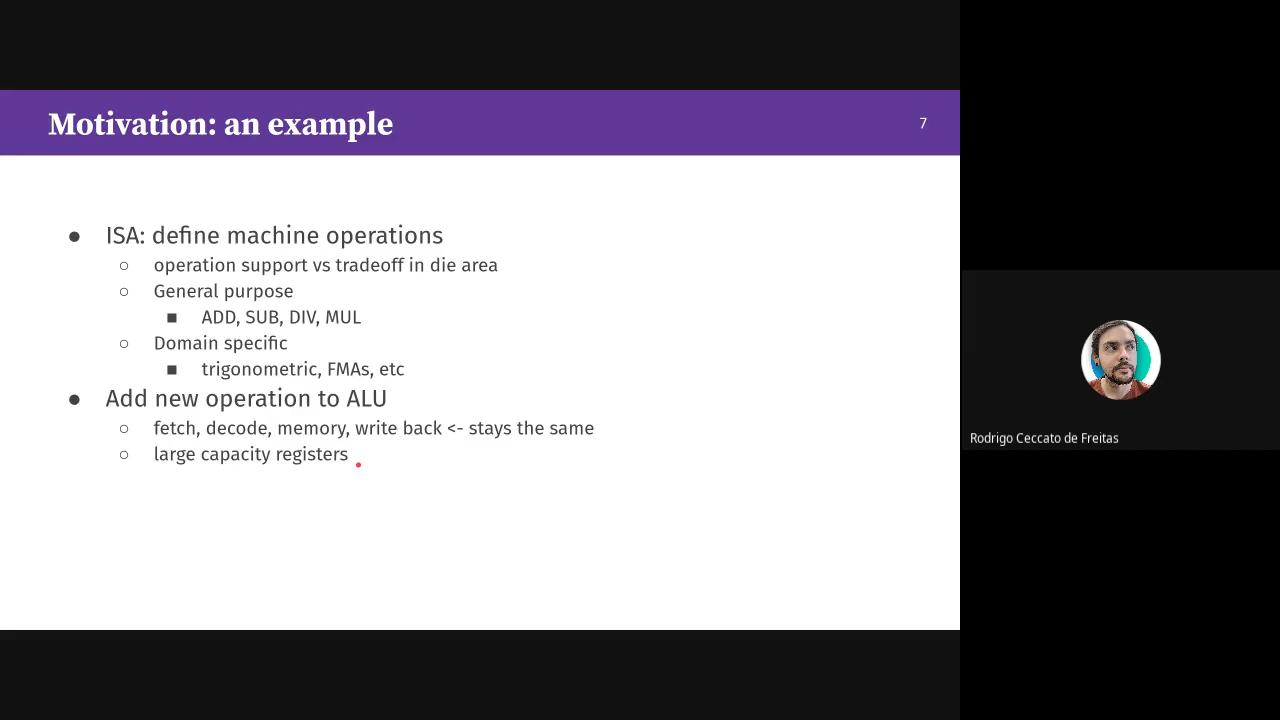 Motivation: an example
7
● ISA: define machine operations
○ operation support vs tradeoff in die area
○ General purpose
■ ADD, SUB, DIV, MUL
○ Domain specific
■ trigonometric, FMAs, etc
● Add new operation to ALU
○ fetch, decode, memory, write back <- stays the same
○ large capacity registers
Rodrigo Ceccato de Freitas